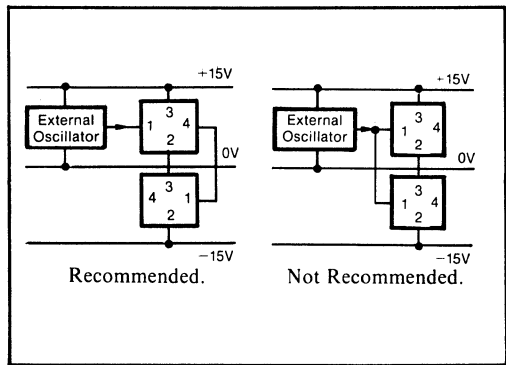 +15V
External
Oscillator
1
3
4
2
0V
3
4
1
2
−15V
Recommended.
+15V
External
Oscillator
1
3
4
2
0V
3
1
4
2
−15V
Not Recommended.